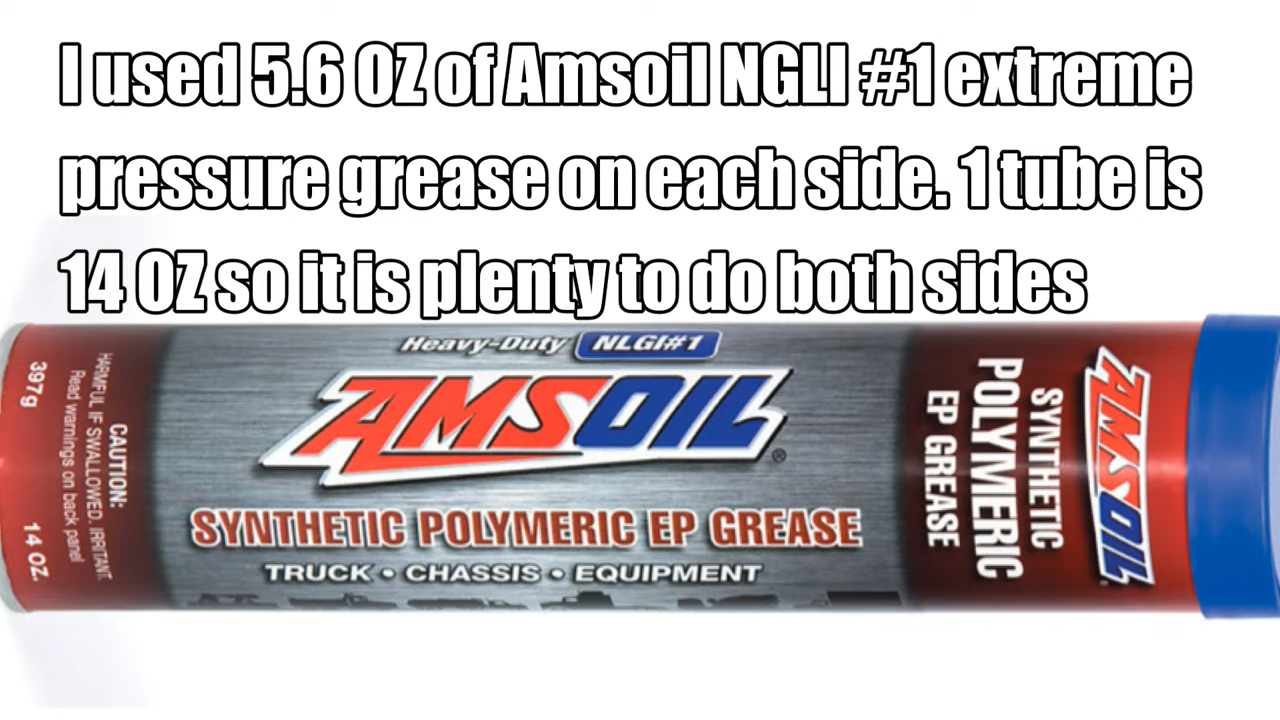 I used 5.6 OZ of Amsoil NGLI #1 extreme
pressure grease on each side. 1 tube is
14 OZ so it is plenty to do both sides
Heavy-Duty NLGI#1
AMSOIL®
SYNTHETIC POLYMERIC EP GREASE
TRUCK • CHASSIS • EQUIPMENT
CAUTION:
HARMFUL IF SWALLOWED. IRRITANT.
Read warnings on back panel
397g 14 OZ.
AMSOIL®
SYNTHETIC
POLYMERIC
EP GREASE